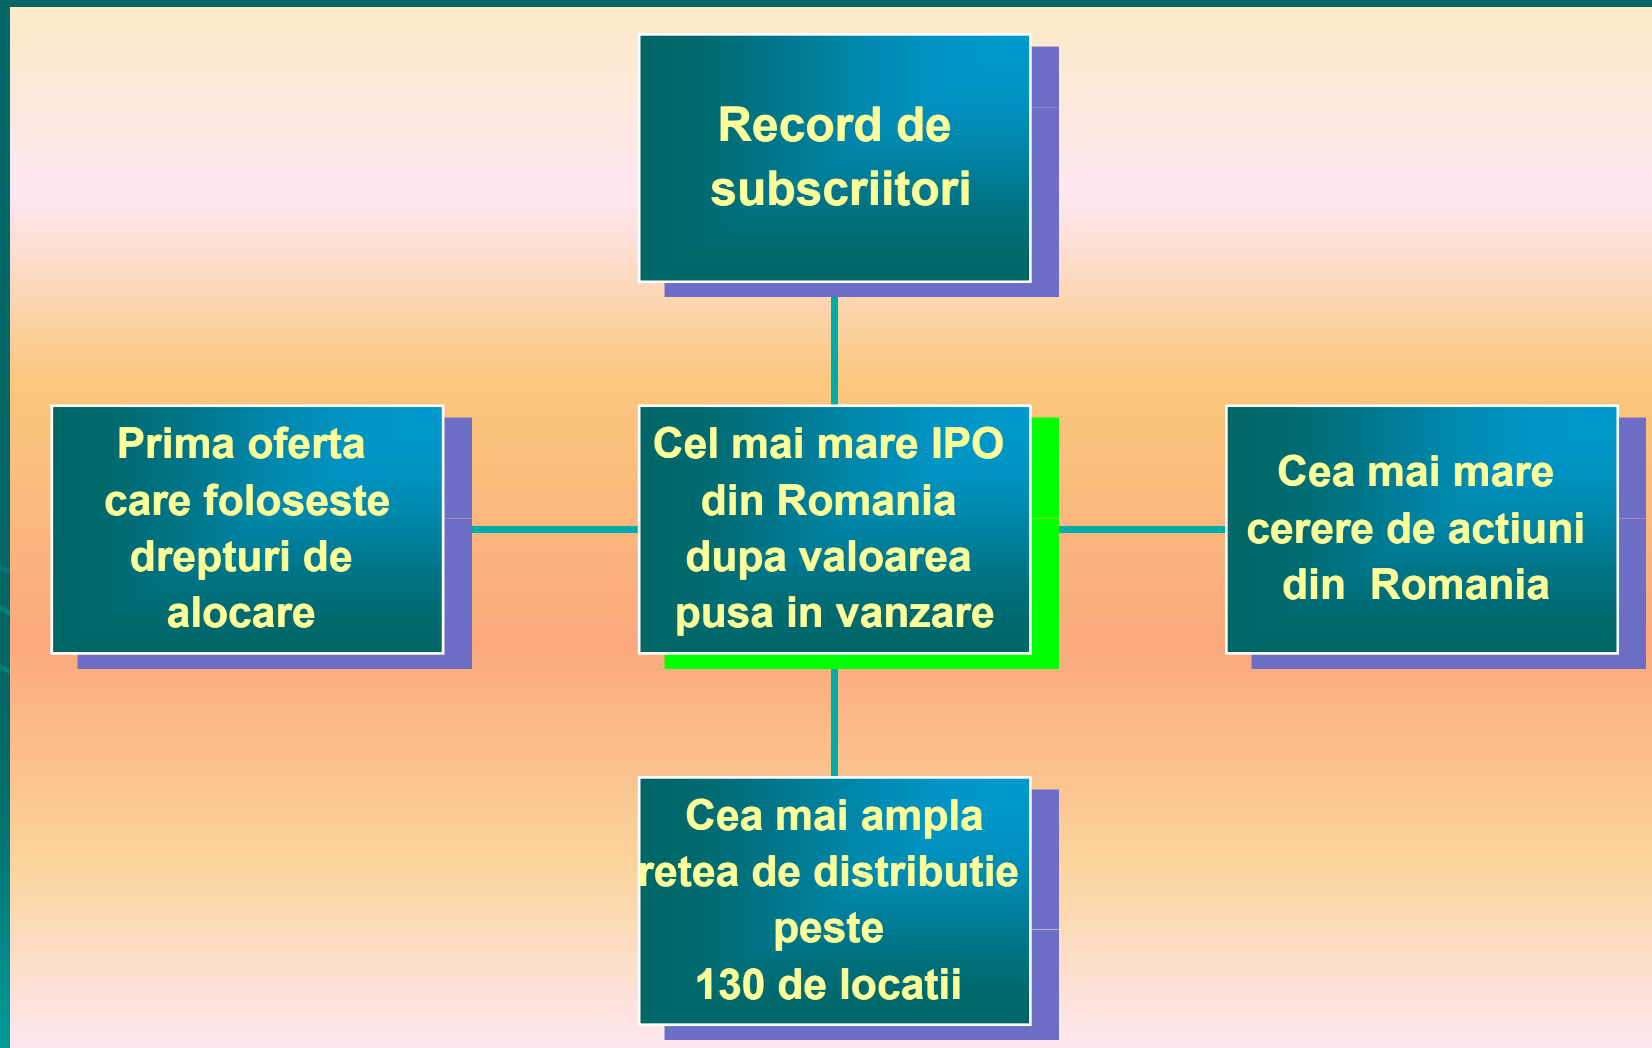 Record de
subscriitori
Prima oferta
care foloseste
drepturi de
alocare
Cel mai mare IPO
din Romania
dupa valoarea
pusa in vanzare
Cea mai mare
cerere de actiuni
din  Romania
Cea mai ampla
retea de distributie
peste
130 de locatii